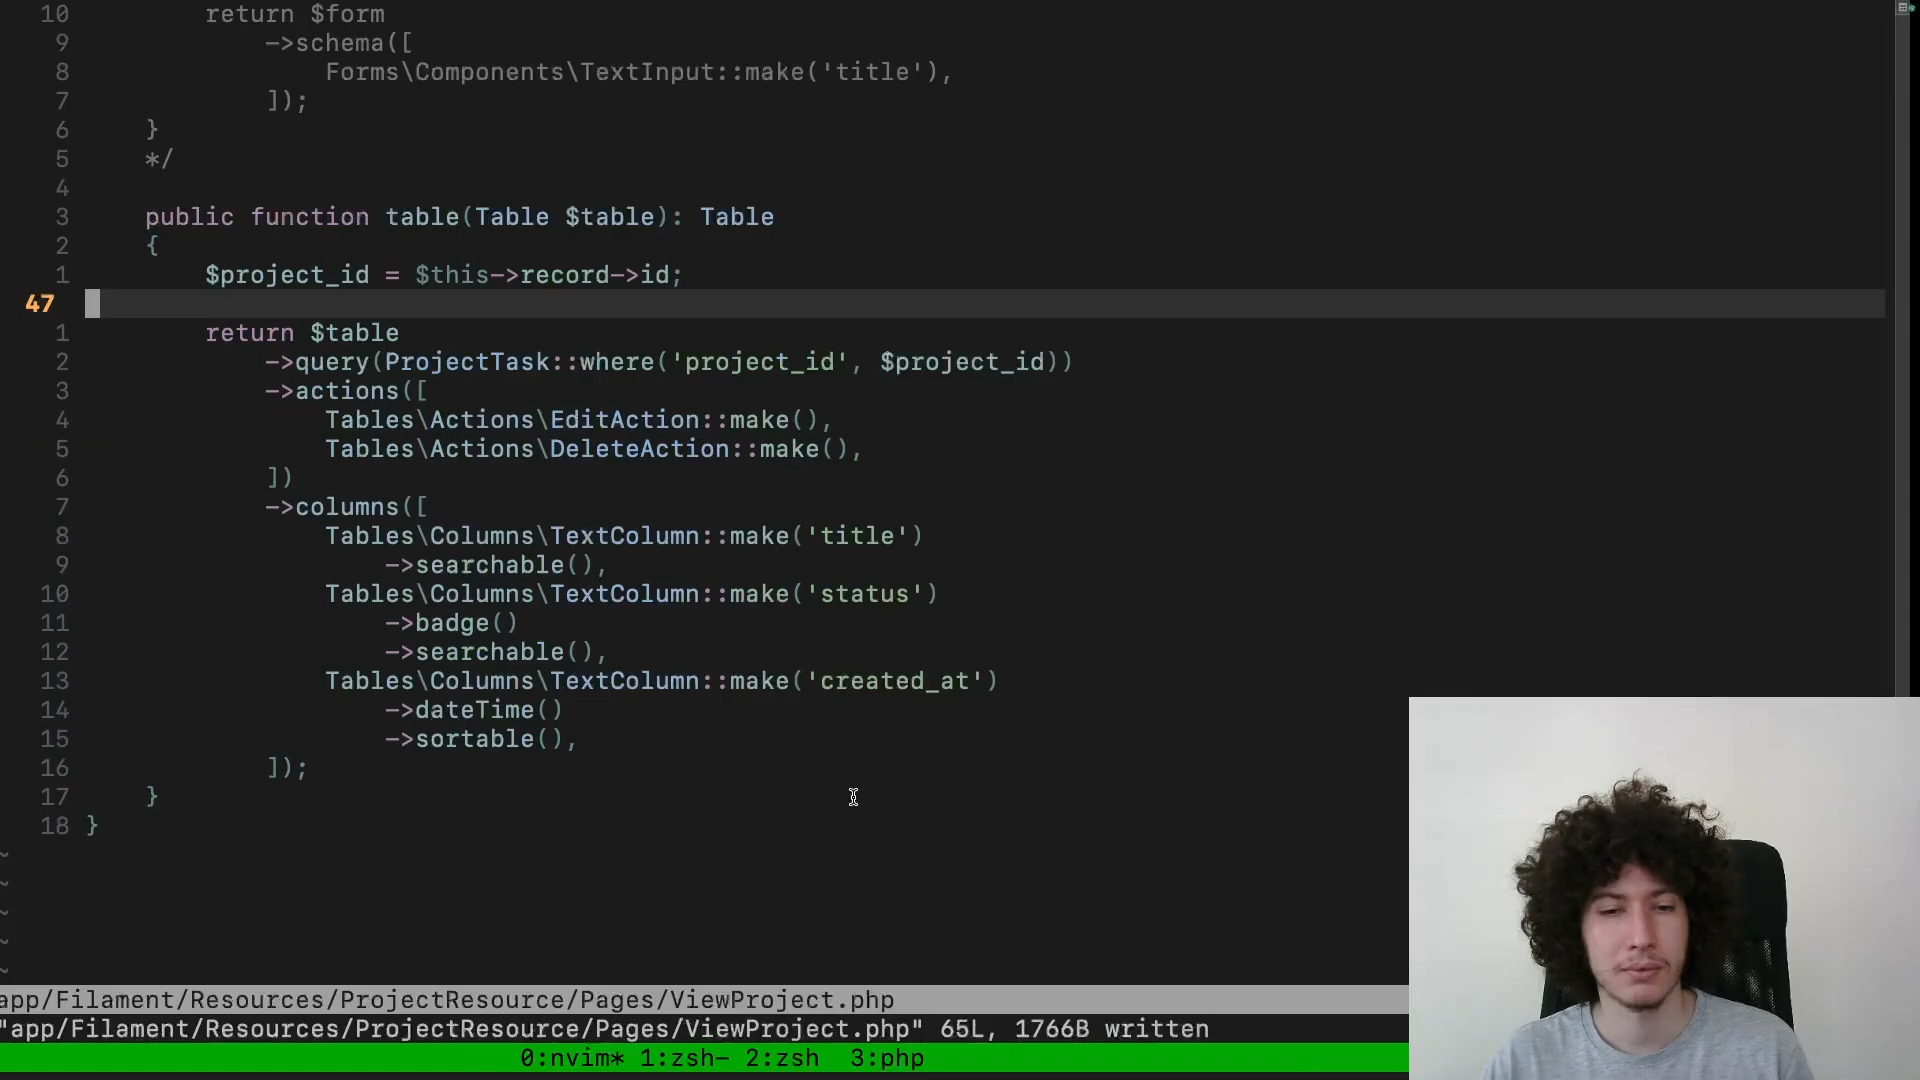 10 return $form
9 ->schema([
8 Forms\Components\TextInput::make('title'),
7 ]);
6 }
5 */
4
3 public function table(Table $table): Table
2 {
1 $project_id = $this->record->id;
47
1 return $table
2 ->query(ProjectTask::where('project_id', $project_id))
3 ->actions([
4 Tables\Actions\EditAction::make(),
5 Tables\Actions\DeleteAction::make(),
6 ])
7 ->columns([
8 Tables\Columns\TextColumn::make('title')
9 ->searchable(),
10 Tables\Columns\TextColumn::make('status')
11 ->badge()
12 ->searchable(),
13 Tables\Columns\TextColumn::make('created_at')
14 ->dateTime()
15 ->sortable(),
16 ]);
17 }
18 }
~
~
~
~
~
app/Filament/Resources/ProjectResource/Pages/ViewProject.php
"app/Filament/Resources/ProjectResource/Pages/ViewProject.php" 65L, 1766B written
0:nvim* 1:zsh- 2:zsh 3:php